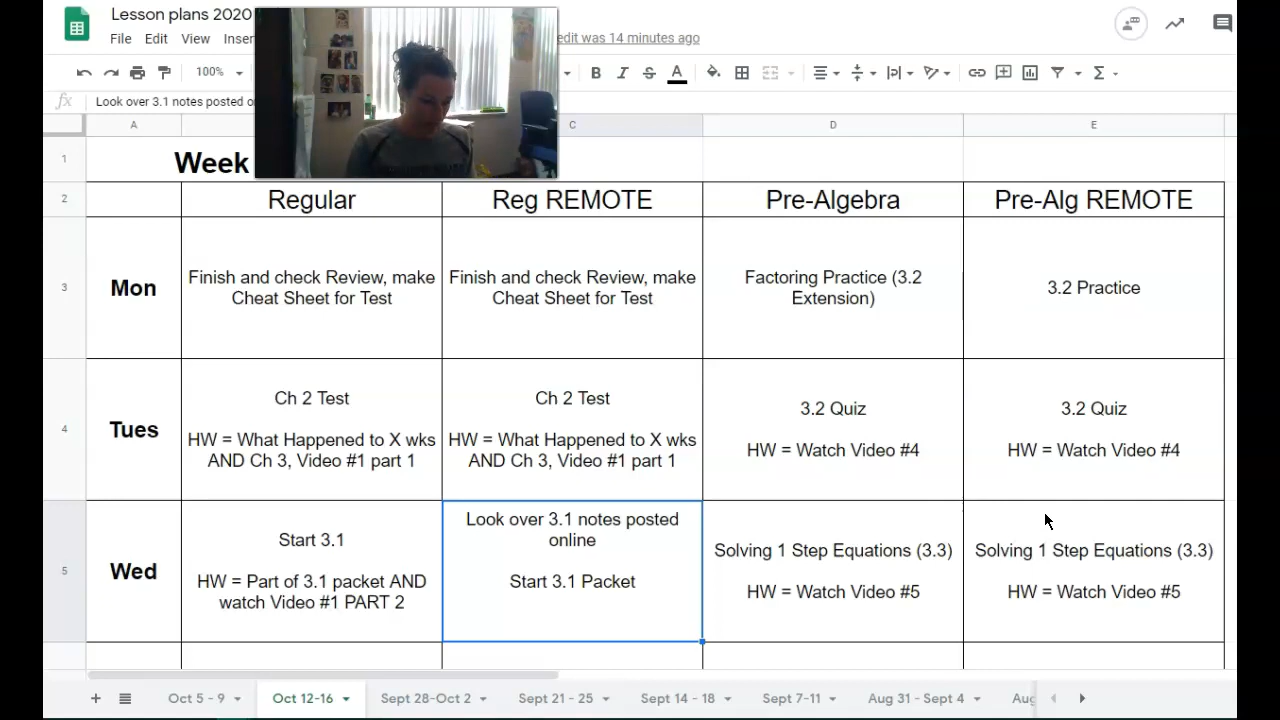 Lesson plans 2020
File Edit View
edit was 14 minutes ago
100%
B I S A
fx Look over 3.1 notes posted
A C D E
1 Week
2 Regular Reg REMOTE Pre-Algebra Pre-Alg REMOTE
3 Mon
Finish and check Review, make
Cheat Sheet for Test
Finish and check Review, make
Cheat Sheet for Test
Factoring Practice (3.2
Extension)
3.2 Practice
4 Tues
Ch 2 Test
HW = What Happened to X wks
AND Ch 3, Video #1 part 1
Ch 2 Test
HW = What Happened to X wks
AND Ch 3, Video #1 part 1
3.2 Quiz
HW = Watch Video #4
3.2 Quiz
HW = Watch Video #4
5 Wed
Start 3.1
HW = Part of 3.1 packet AND
watch Video #1 PART 2
Look over 3.1 notes posted
online
Start 3.1 Packet
Solving 1 Step Equations (3.3)
HW = Watch Video #5
Solving 1 Step Equations (3.3)
HW = Watch Video #5
Oct 5 - 9 Oct 12-16 Sept 28-Oct 2 Sept 21 - 25 Sept 14 - 18 Sept 7-11 Aug 31 - Sept 4